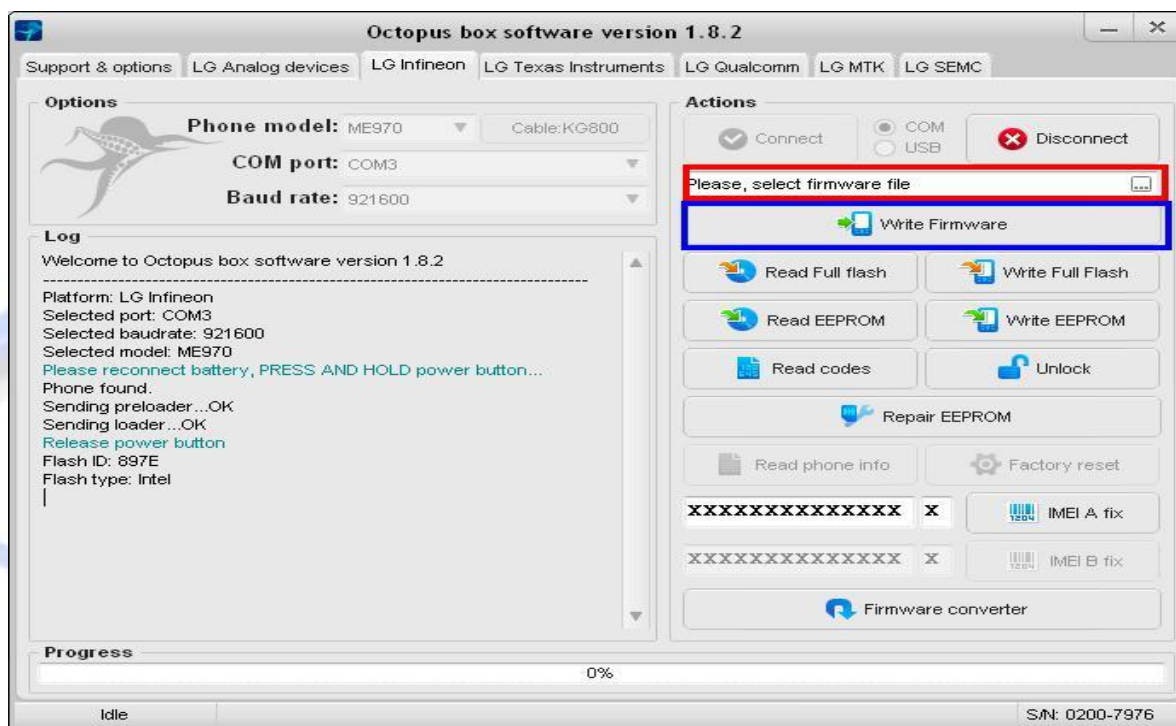 Octopus box software version 1.8.2
Support & options LG Analog devices LG Infineon LG Texas Instruments LG Qualcomm LG MTK LG SEMC
Options
Phone model: ME970 Cable:KG800
COM port: COM3
Baud rate: 921600
Log
Welcome to Octopus box software version 1.8.2
--------------------------------------------------------------------------------
Platform: LG Infineon
Selected port: COM3
Selected baudrate: 921600
Selected model: ME970
Please reconnect battery, PRESS AND HOLD power button...
Phone found.
Sending preloader...OK
Sending loader...OK
Release power button
Flash ID: 897E
Flash type: Intel
Actions
Connect COM USB Disconnect
Please, select firmware file ...
Write Firmware
Read Full flash Write Full Flash
Read EEPROM Write EEPROM
Read codes Unlock
Repair EEPROM
Read phone info Factory reset
XXXXXXXXXXXXXX X IMEI A fix
XXXXXXXXXXXXXX X IMEI B fix
Firmware converter
Progress
0%
Idle S/N: 0200-7976